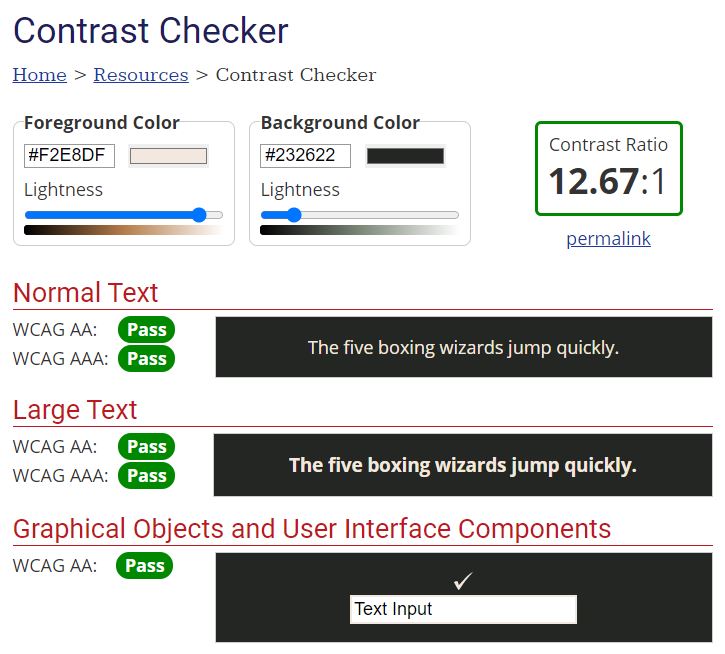 Contrast Checker
Home > Resources > Contrast Checker
Foreground Color
#F2E8DF
Lightness
Background Color
#232622
Lightness
Contrast Ratio
12.67:1
permalink
Normal Text
WCAG AA: Pass
WCAG AAA: Pass
The five boxing wizards jump quickly.
Large Text
WCAG AA: Pass
WCAG AAA: Pass
The five boxing wizards jump quickly.
Graphical Objects and User Interface Components
WCAG AA: Pass
✓
Text Input